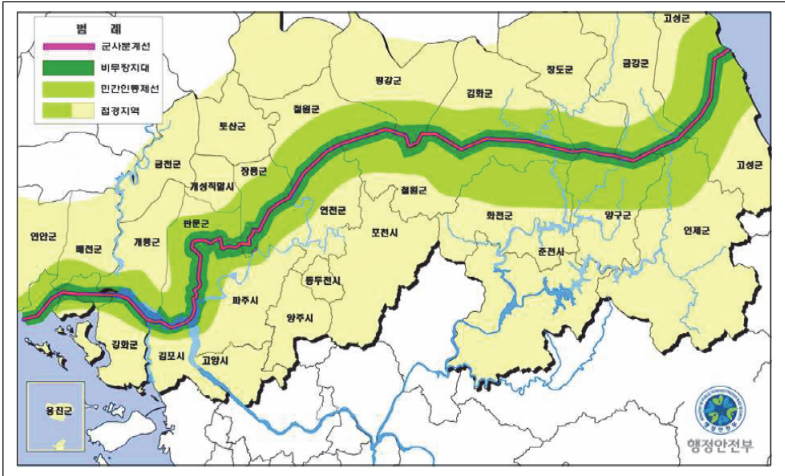 범 례
군사분계선
비무장지대
민간인통제선
접경지역
고성군
평강군
김화군
창도군
금강군
철원군
토산군
금천군
장풍군
개성직할시
고성군
연안군
배천군
개풍군
판문군
연천군
철원군
화천군
양구군
인제군
포천시
춘천시
동두천시
파주시
양주시
강화군
김포시
고양시
옹진군
행정안전부